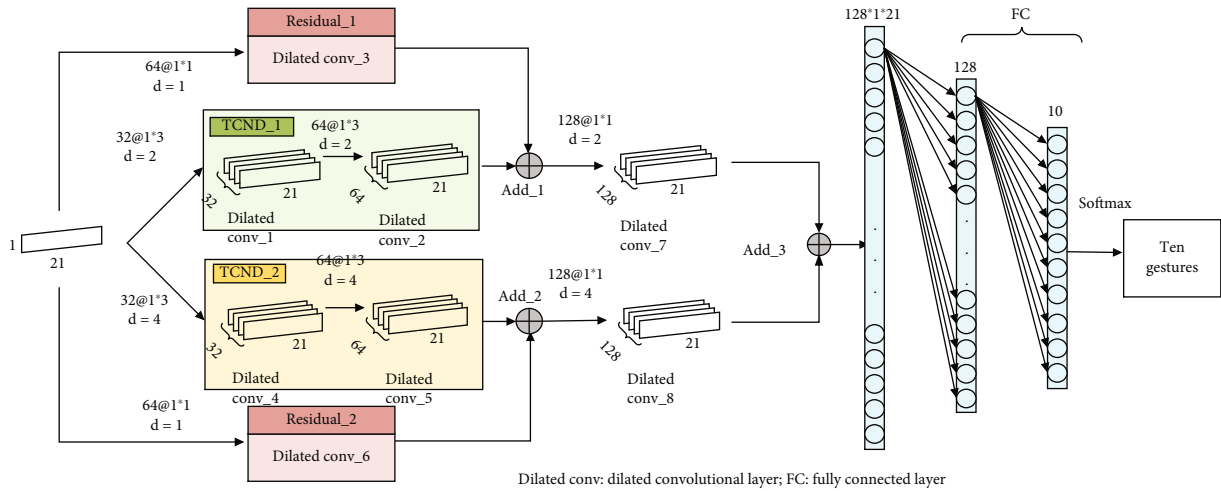 Residual_1
Dilated conv_3
64@1*1
d = 1
32@1*3
d = 2
TCND_1
64@1*3
d = 2
32
21
64
21
Dilated
conv_1
Dilated
conv_2
Add_1
128@1*1
d = 2
128
21
Dilated
conv_7
1
21
32@1*3
d = 4
TCND_2
64@1*3
d = 4
32
21
64
21
Dilated
conv_4
Dilated
conv_5
Add_2
128@1*1
d = 4
128
21
Dilated
conv_8
64@1*1
d = 1
Residual_2
Dilated conv_6
Add_3
128*1*21
FC
128
10
Softmax
Ten
gestures
Dilated conv: dilated convolutional layer; FC: fully connected layer